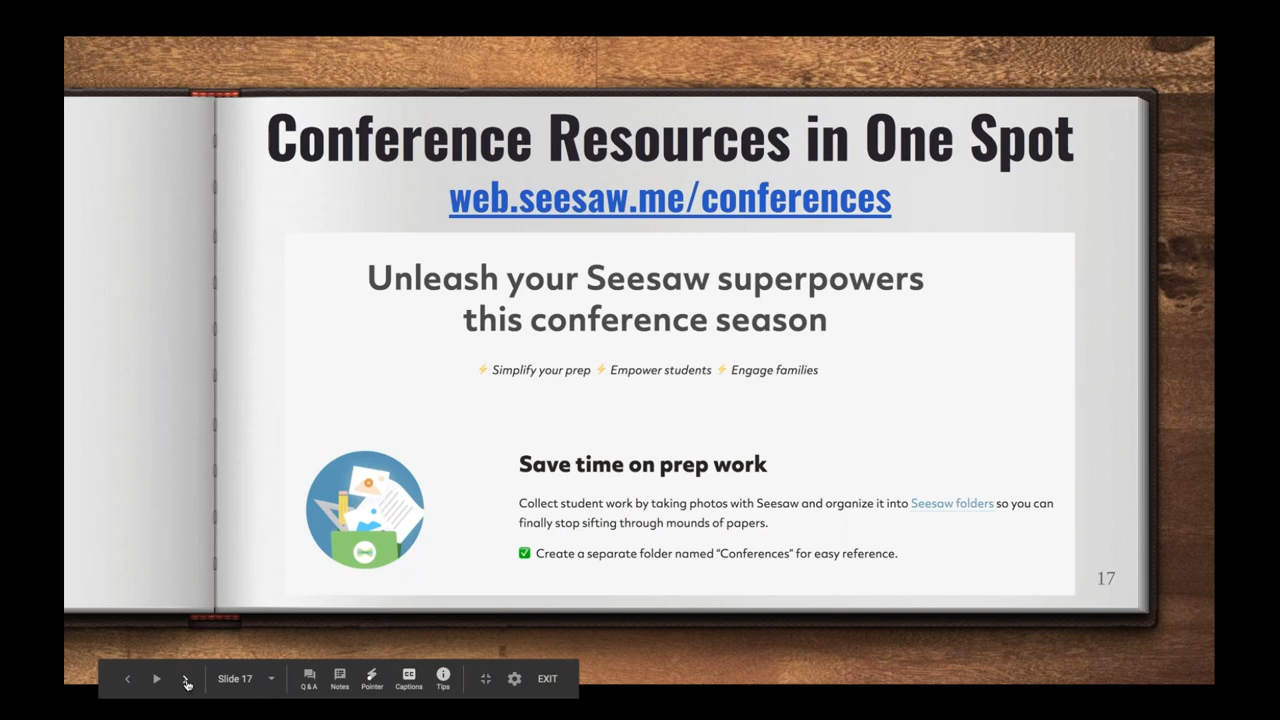 Conference Resources in One Spot
web.seesaw.me/conferences
Unleash your Seesaw superpowers
this conference season
⚡ Simplify your prep ⚡ Empower students ⚡ Engage families
Save time on prep work
Collect student work by taking photos with Seesaw and organize it into Seesaw folders so you can
finally stop sifting through mounds of papers.
✅ Create a separate folder named “Conferences” for easy reference.
17
Slide 17
Q&A Notes Pointer Captions Tips EXIT